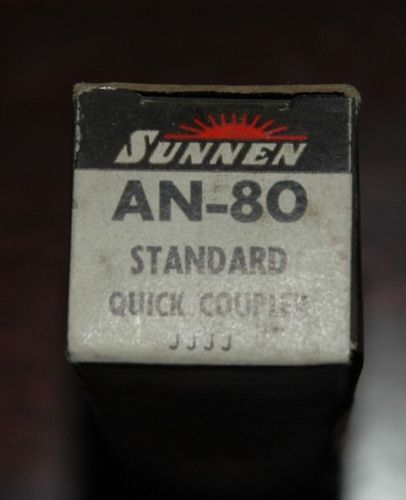 SUNNEN
AN-80
STANDARD
QUICK COUPLER
JJJJ